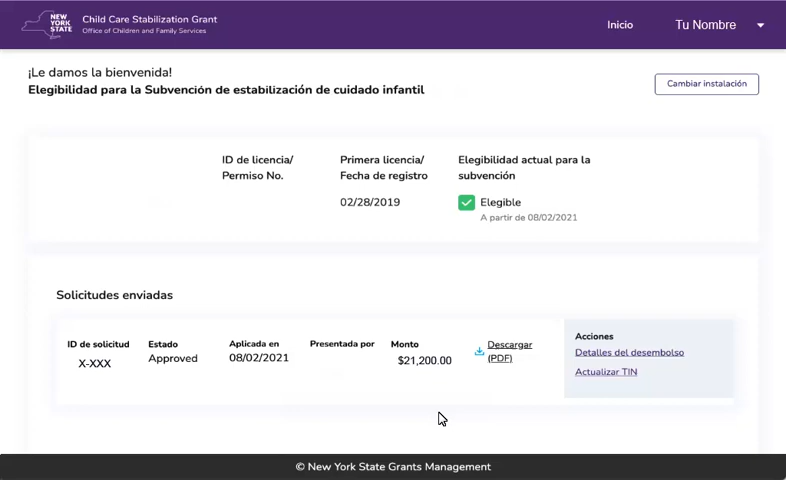 NEW
YORK
STATE
Child Care Stabilization Grant
Office of Children and Family Services
Inicio
Tu Nombre
¡Le damos la bienvenida!
Elegibilidad para la Subvención de estabilización de cuidado infantil
Cambiar instalación
ID de licencia/
Permiso No.
Primera licencia/
Fecha de registro
02/28/2019
Elegibilidad actual para la
subvención
Elegible
A partir de 08/02/2021
Solicitudes enviadas
ID de solicitud
X-XXX
Estado
Approved
Aplicada en
08/02/2021
Presentada por
Monto
$21,200.00
Descargar
(PDF)
Acciones
Detalles del desembolso
Actualizar TIN
© New York State Grants Management